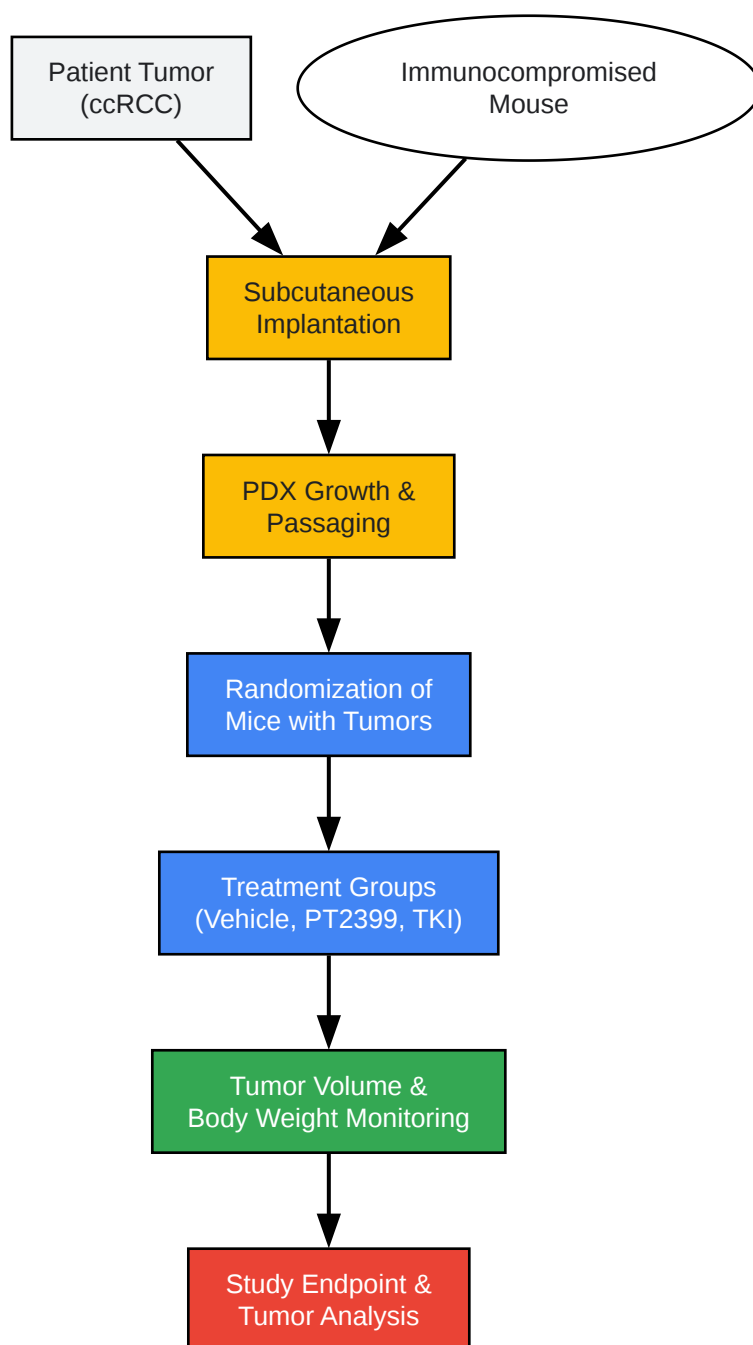 Patient Tumor
(ccRCC)
Immunocompromised
Mouse
Subcutaneous
Implantation
PDX Growth &
Passaging
Randomization of
Mice with Tumors
Treatment Groups
(Vehicle, PT2399, TKI)
Tumor Volume &
Body Weight Monitoring
Study Endpoint &
Tumor Analysis